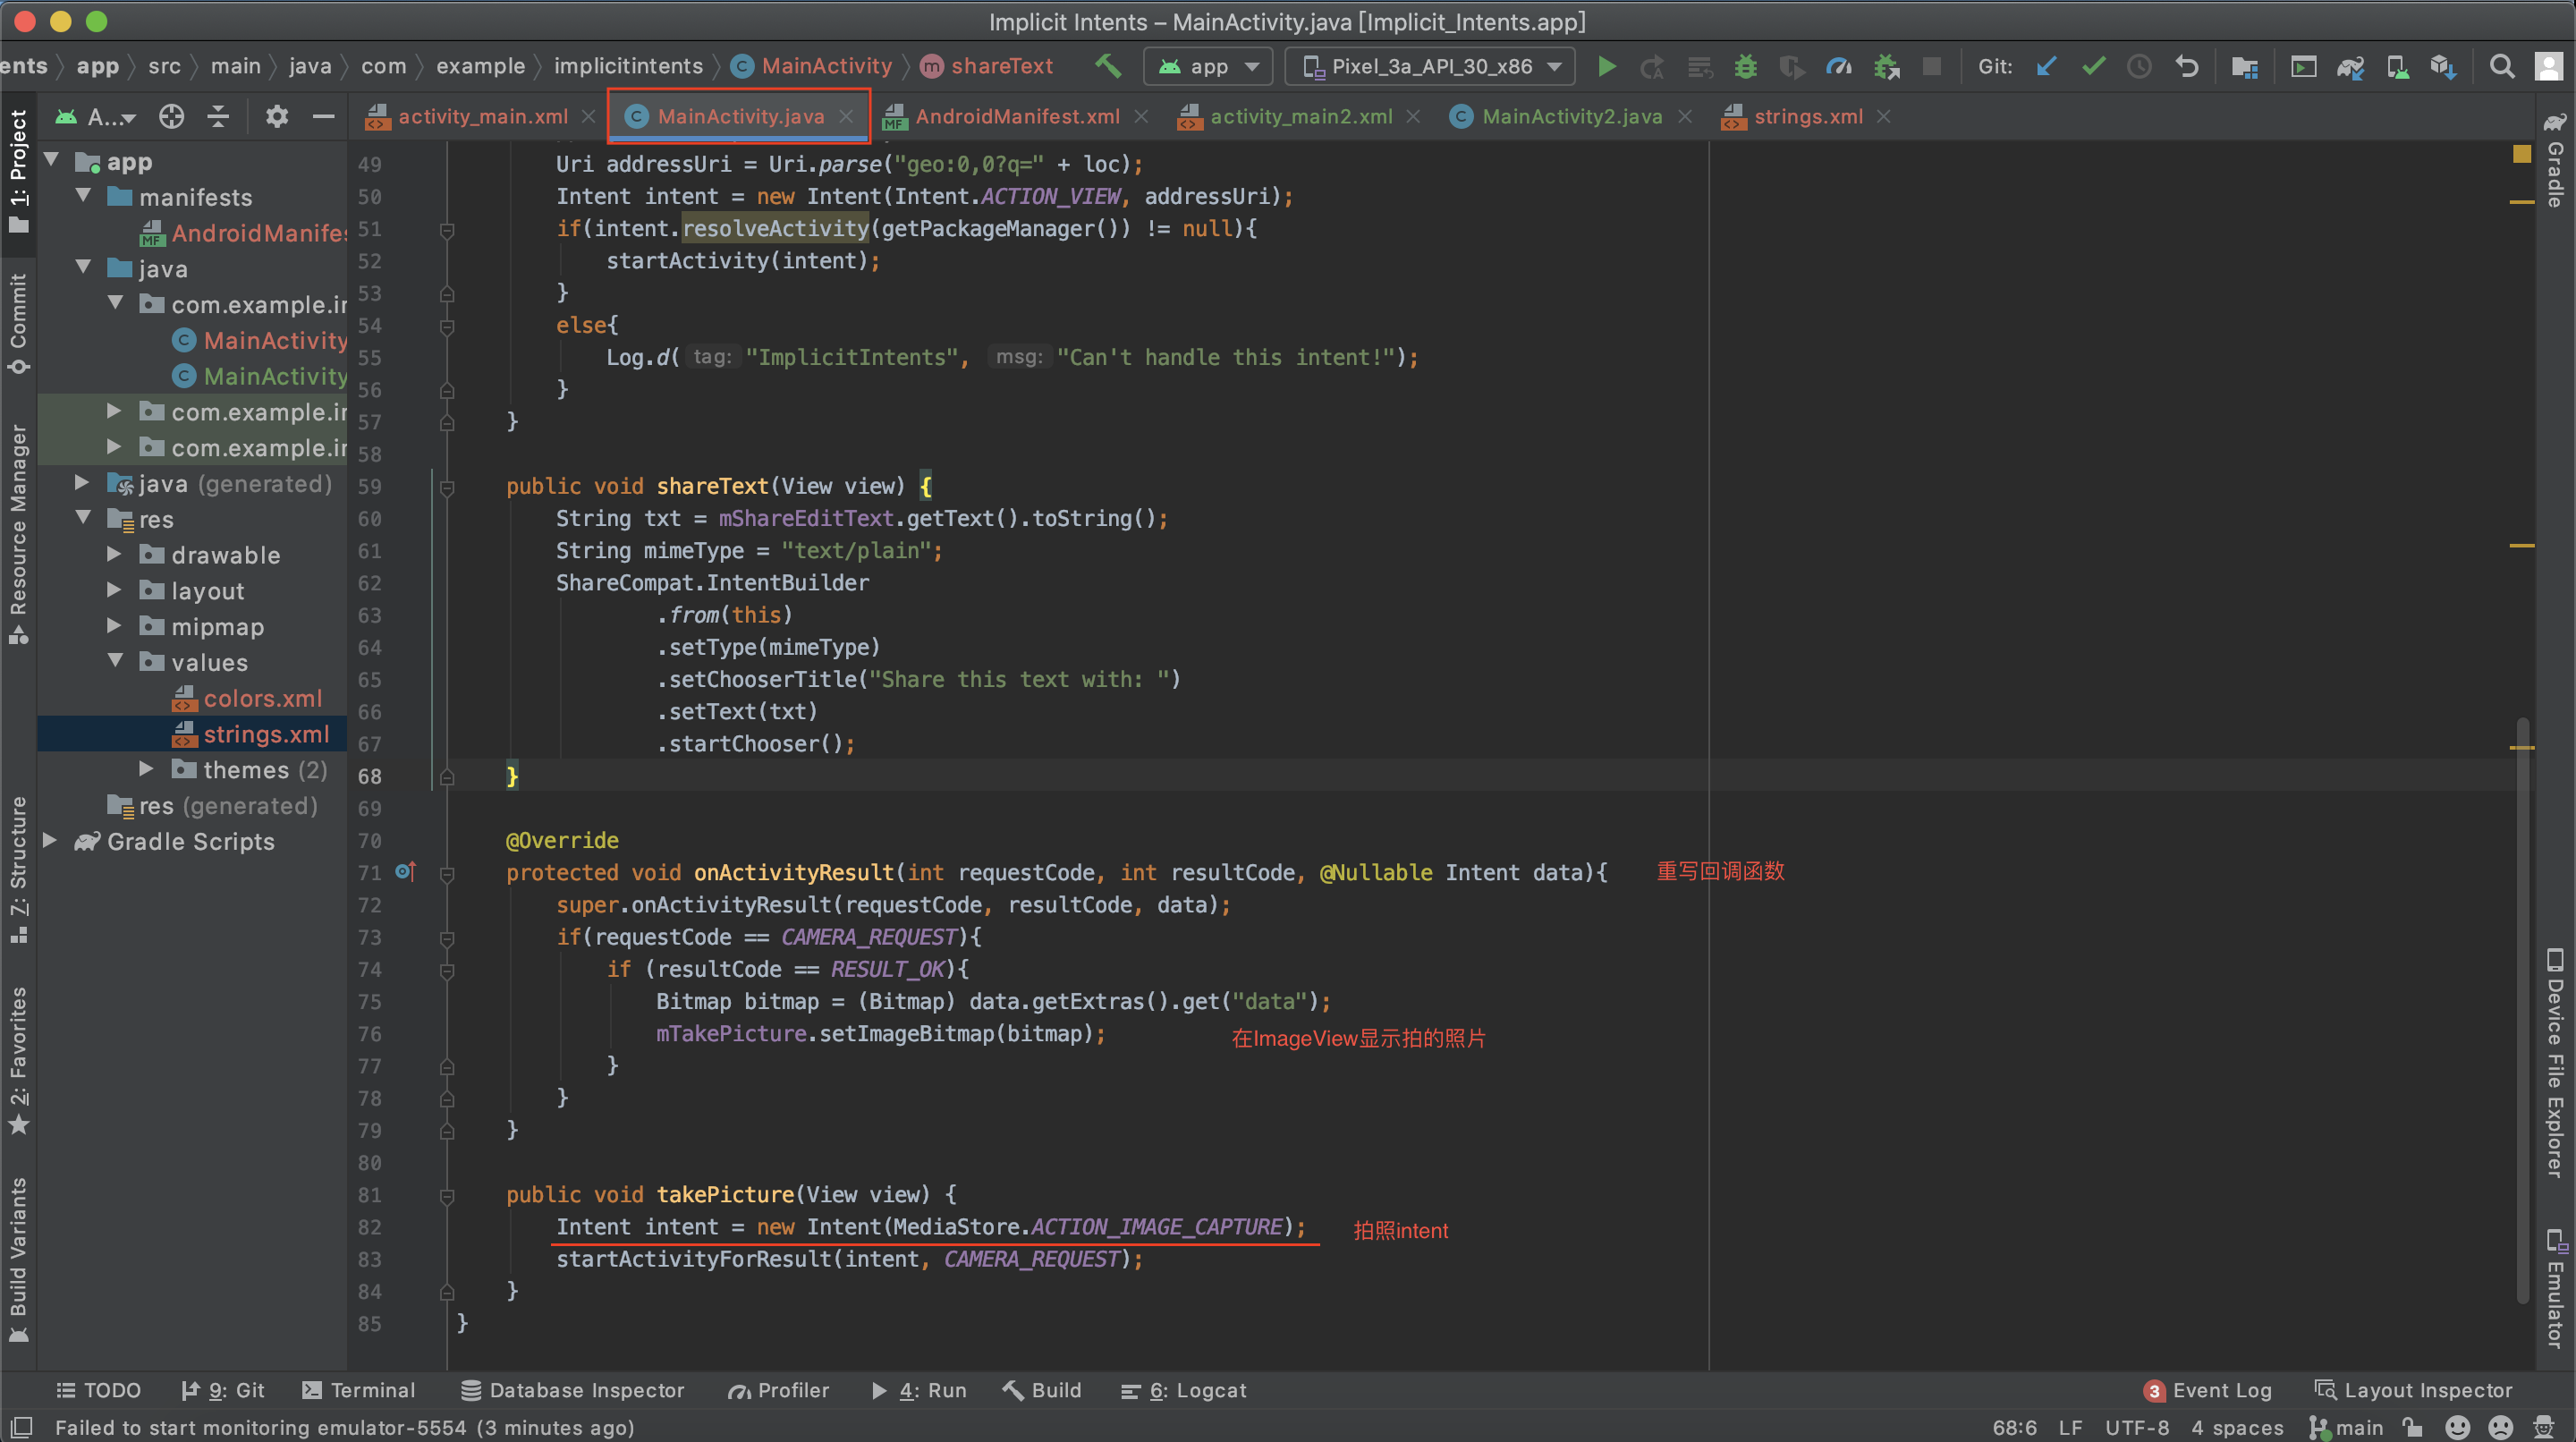 Implicit Intents – MainActivity.java [Implicit_Intents.app]
ents app src main java com example implicitintents MainActivity shareText app Pixel_3a_API_30_x86 Git:
A... activity_main.xml MainActivity.java AndroidManifest.xml activity_main2.xml MainActivity2.java strings.xml
1: Project
Commit
Resource Manager
Z: Structure
2: Favorites
Build Variants
app
manifests
AndroidManifes
java
com.example.ir
MainActivity
MainActivity
com.example.ir
com.example.ir
java (generated)
res
drawable
layout
mipmap
values
colors.xml
strings.xml
themes (2)
res (generated)
Gradle Scripts
49 Uri addressUri = Uri.parse("geo:0,0?q=" + loc);
50 Intent intent = new Intent(Intent.ACTION_VIEW, addressUri);
51 if(intent.resolveActivity(getPackageManager()) != null){
52 startActivity(intent);
53 }
54 else{
55 Log.d( tag: "ImplicitIntents", msg: "Can't handle this intent!");
56 }
57 }
58
59 public void shareText(View view) {
60 String txt = mShareEditText.getText().toString();
61 String mimeType = "text/plain";
62 ShareCompat.IntentBuilder
63 .from(this)
64 .setType(mimeType)
65 .setChooserTitle("Share this text with: ")
66 .setText(txt)
67 .startChooser();
68 }
69
70 @Override
71 protected void onActivityResult(int requestCode, int resultCode, @Nullable Intent data){ 重写回调函数
72 super.onActivityResult(requestCode, resultCode, data);
73 if(requestCode == CAMERA_REQUEST){
74 if (resultCode == RESULT_OK){
75 Bitmap bitmap = (Bitmap) data.getExtras().get("data");
76 mTakePicture.setImageBitmap(bitmap); 在ImageView显示拍的照片
77 }
78 }
79 }
80
81 public void takePicture(View view) {
82 Intent intent = new Intent(MediaStore.ACTION_IMAGE_CAPTURE); 拍照intent
83 startActivityForResult(intent, CAMERA_REQUEST);
84 }
85 }
Gradle
Device File Explorer
Emulator
TODO 9: Git Terminal Database Inspector Profiler 4: Run Build 6: Logcat 3 Event Log Layout Inspector
Failed to start monitoring emulator-5554 (3 minutes ago) 68:6 LF UTF-8 4 spaces main